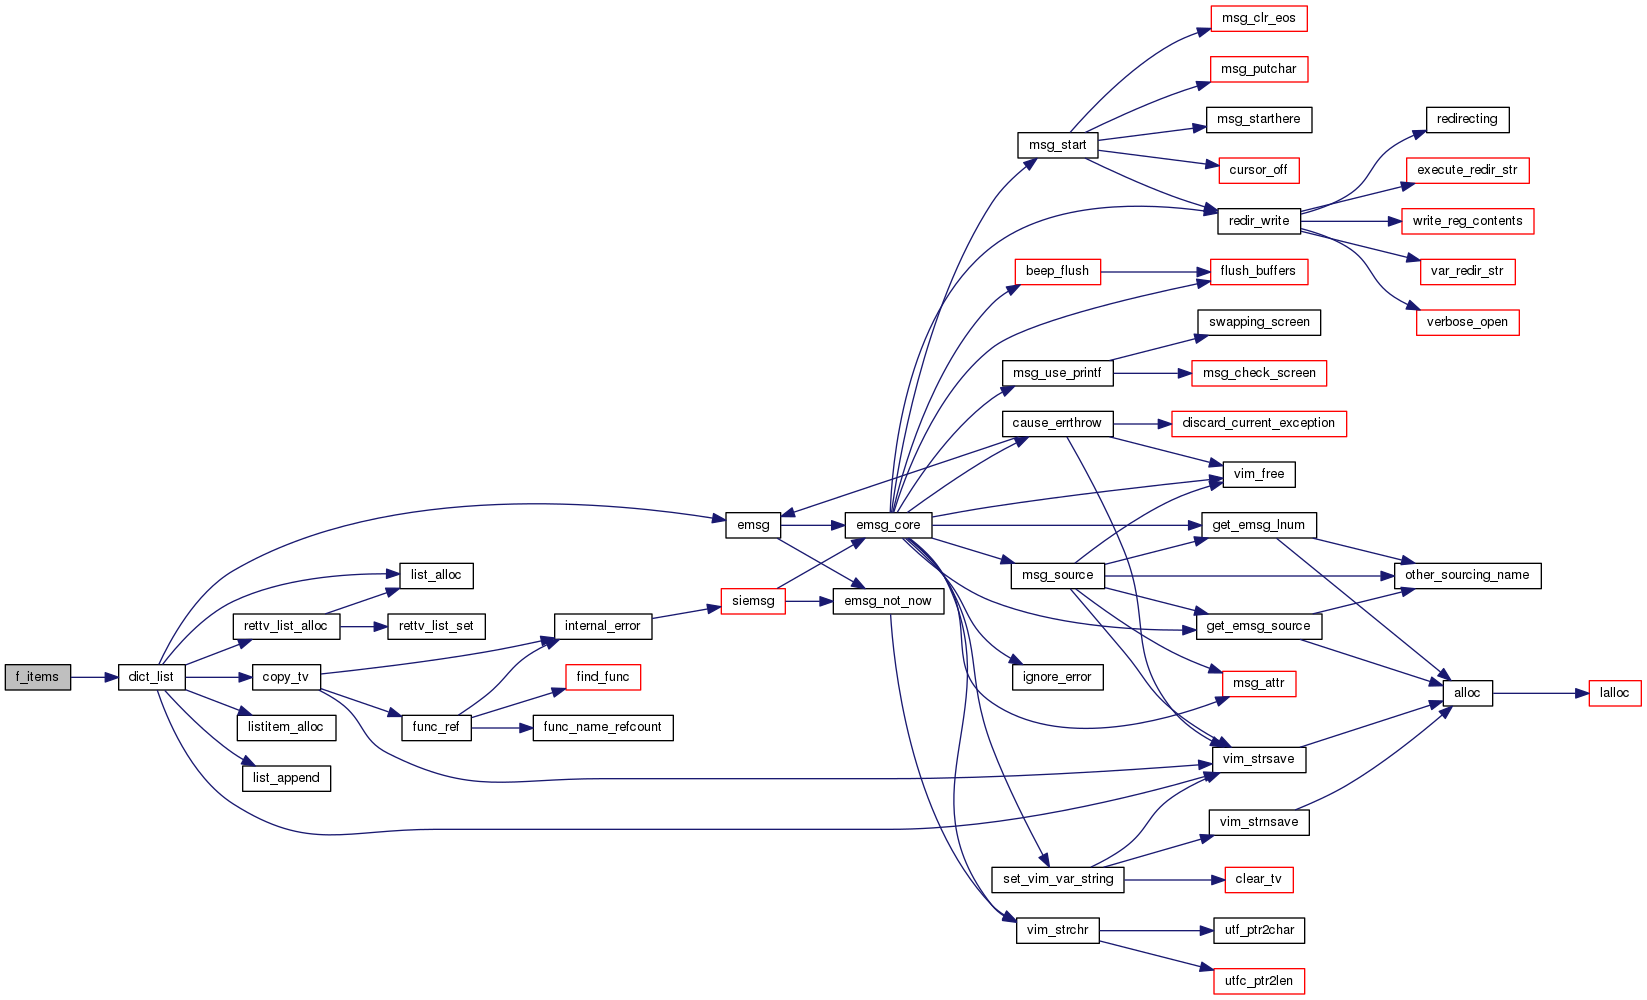 f_items
dict_list
list_alloc
rettv_list_alloc
rettv_list_set
copy_tv
listitem_alloc
list_append
func_ref
internal_error
find_func
func_name_refcount
emsg
siemsg
emsg_core
emsg_not_now
msg_start
beep_flush
msg_use_printf
cause_errthrow
msg_source
ignore_error
set_vim_var_string
vim_strchr
msg_clr_eos
msg_putchar
msg_starthere
cursor_off
redir_write
flush_buffers
swapping_screen
msg_check_screen
discard_current_exception
vim_free
get_emsg_lnum
get_emsg_source
msg_attr
vim_strsave
vim_strnsave
clear_tv
utf_ptr2char
utfc_ptr2len
redirecting
execute_redir_str
write_reg_contents
var_redir_str
verbose_open
other_sourcing_name
alloc
lalloc